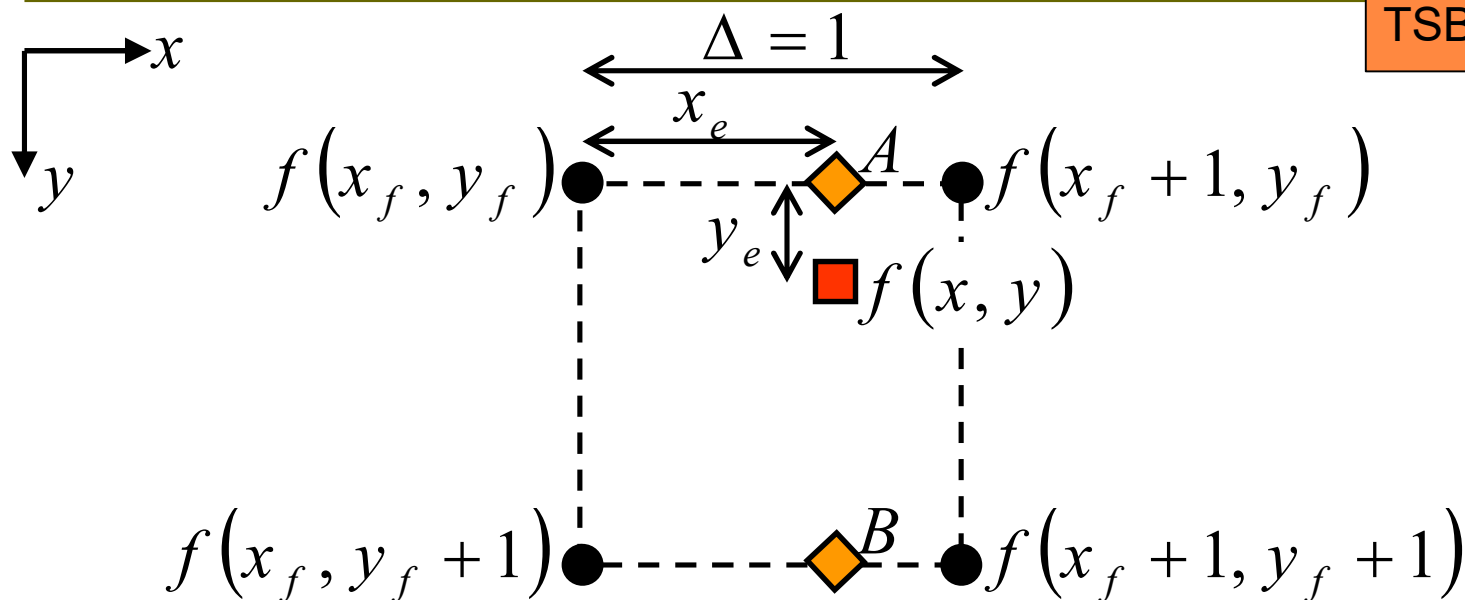 TSB
Δ = 1
x
x_e
A
y
f(x_f, y_f)
f(x_f + 1, y_f)
y_e
f(x, y)
B
f(x_f, y_f + 1)
f(x_f + 1, y_f + 1)